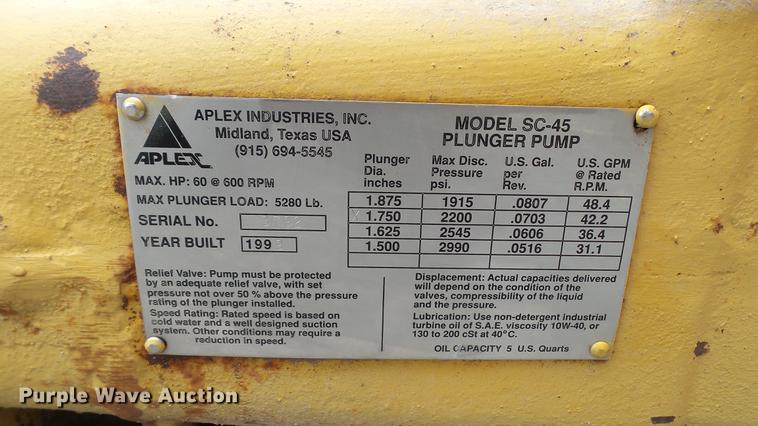 APLEX
APLEX INDUSTRIES, INC.
Midland, Texas USA
(915) 694-5545
MODEL SC-45
PLUNGER PUMP
MAX. HP: 60 @ 600 RPM
MAX PLUNGER LOAD: 5280 Lb.
SERIAL No.
YEAR BUILT 199
Plunger Dia. inches Max Disc. Pressure psi. U.S. Gal. per Rev. U.S. GPM @ Rated R.P.M.
1.875 1915 .0807 48.4
X 1.750 2200 .0703 42.2
1.625 2545 .0606 36.4
1.500 2990 .0516 31.1
Relief Valve: Pump must be protected
by an adequate relief valve, with set
pressure not over 50 % above the pressure
rating of the plunger installed.
Speed Rating: Rated speed is based on
cold water and a well designed suction
system. Other conditions may require a
reduction in speed.
Displacement: Actual capacities delivered
will depend on the condition of the
valves, compressibility of the liquid
and the pressure.
Lubrication: Use non-detergent industrial
turbine oil of S.A.E. viscosity 10W-40, or
130 to 200 cSt at 40°C.
OIL CAPACITY 5 U.S. Quarts
Purple Wave Auction